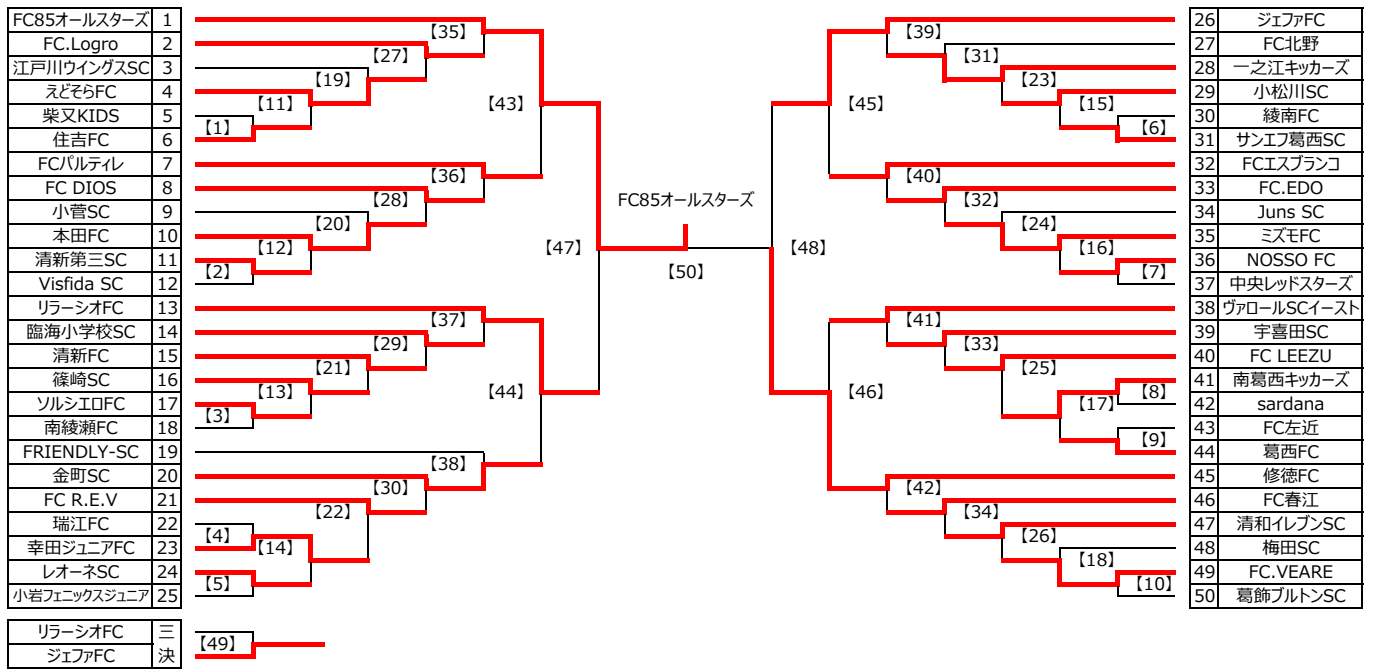 FC85オールスターズ 1
FC.Logro 2
江戸川ウイングスSC 3
えどそらFC 4
柴又KIDS 5
住吉FC 6
FCパルティレ 7
FC DIOS 8
小菅SC 9
本田FC 10
清新第三SC 11
Visfida SC 12
リラーシオFC 13
臨海小学校SC 14
清新FC 15
篠崎SC 16
ソルシエロFC 17
南綾瀬FC 18
FRIENDLY-SC 19
金町SC 20
FC R.E.V 21
瑞江FC 22
幸田ジュニアFC 23
レオーネSC 24
小岩フェニックスジュニア 25
【1】
【2】
【3】
【4】
【5】
【11】
【12】
【13】
【14】
【19】
【20】
【21】
【22】
【27】
【28】
【29】
【30】
【35】
【36】
【37】
【38】
【43】
【44】
【47】
FC85オールスターズ
【50】
【48】
【45】
【46】
【39】
【40】
【41】
【42】
【31】
【32】
【33】
【34】
【23】
【24】
【25】
【26】
【15】
【16】
【17】
【18】
【6】
【7】
【8】
【9】
【10】
26 ジェファFC
27 FC北野
28 一之江キッカーズ
29 小松川SC
30 綾南FC
31 サンエフ葛西SC
32 FCエスブランコ
33 FC.EDO
34 Juns SC
35 ミズモFC
36 NOSSO FC
37 中央レッドスターズ
38 ヴァロールSCイースト
39 宇喜田SC
40 FC LEEZU
41 南葛西キッカーズ
42 sardana
43 FC左近
44 葛西FC
45 修徳FC
46 FC春江
47 清和イレブンSC
48 梅田SC
49 FC.VEARE
50 葛飾ブルトンSC
リラーシオFC 三
ジェファFC 決
【49】